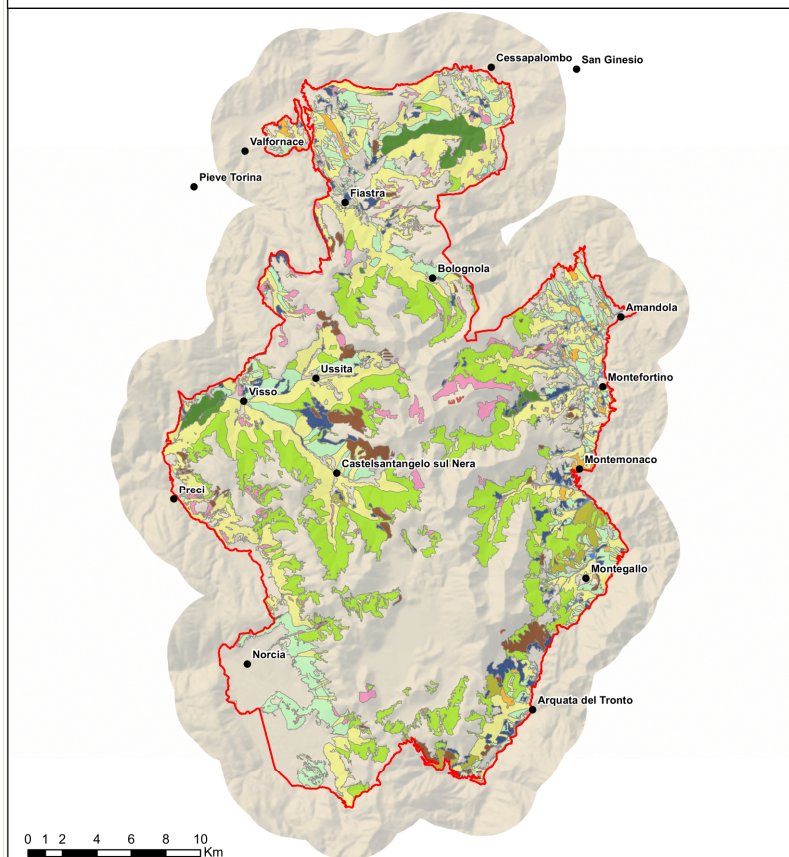 Cessapalombo
San Ginesio
Valfornace
Pieve Torina
Fiastra
Bolognola
Amandola
Ussita
Montefortino
Visso
Montemonaco
Castelsantangelo sul Nera
Preci
Montegallo
Norcia
Arquata del Tronto
0 1 2 4 6 8 10
Km